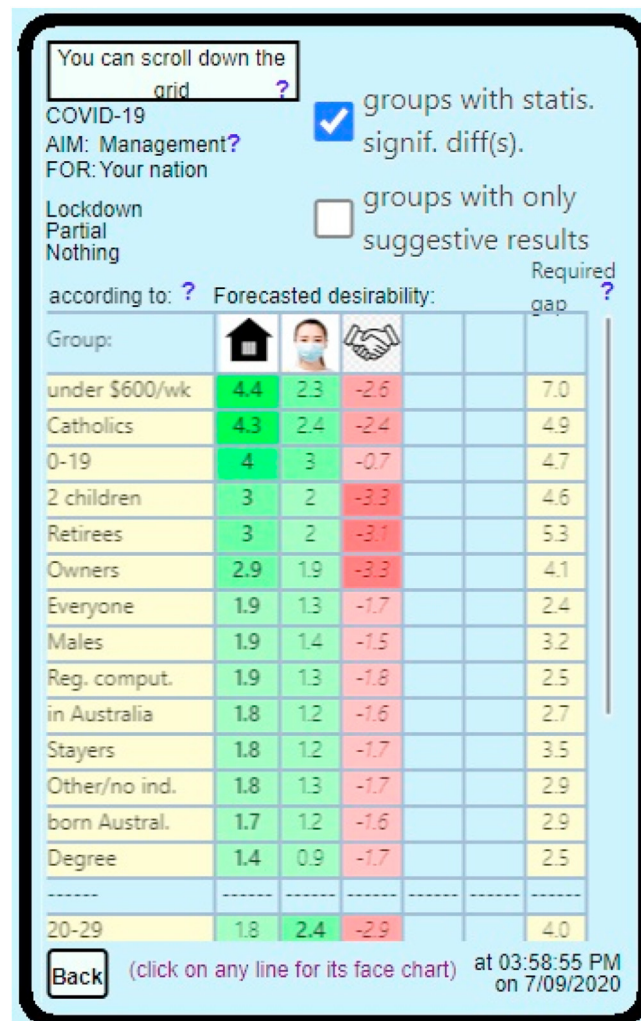 You can scroll down the
grid ?
COVID-19
AIM: Management?
FOR: Your nation
Lockdown
Partial
Nothing
groups with statis.
signif. diff(s).
groups with only
suggestive results
according to: ? Forecasted desirability: Required
gap ?
Group:
under $600/wk 4.4 2.3 -2.6 7.0
Catholics 4.3 2.4 -2.4 4.9
0-19 4 3 -0.7 4.7
2 children 3 2 -3.3 4.6
Retirees 3 2 -3.1 5.3
Owners 2.9 1.9 -3.3 4.1
Everyone 1.9 1.3 -1.7 2.4
Males 1.9 1.4 -1.5 3.2
Reg. comput. 1.9 1.3 -1.8 2.5
in Australia 1.8 1.2 -1.6 2.7
Stayers 1.8 1.2 -1.7 3.5
Other/no ind. 1.8 1.3 -1.7 2.9
born Austral. 1.7 1.2 -1.6 2.9
Degree 1.4 0.9 -1.7 2.5
------ ------ ------ ------ ------ ------ ------
20-29 1.8 2.4 -2.9 4.0
Back (click on any line for its face chart) at 03:58:55 PM
on 7/09/2020